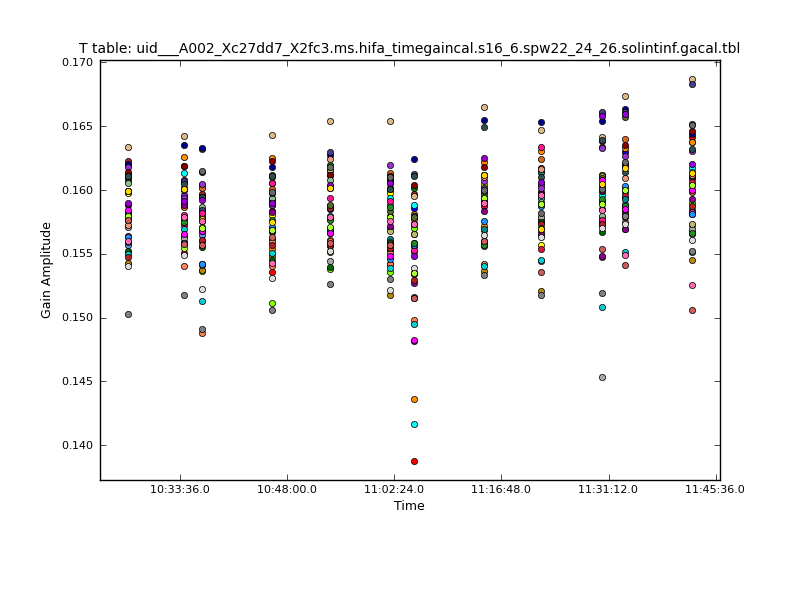 T table: uid___A002_Xc27dd7_X2fc3.ms.hifa_timegaincal.s16_6.spw22_24_26.solintinf.gacal.tbl
0.170
0.165
0.160
0.155
0.150
0.145
0.140
Gain Amplitude
10:33:36.0 10:48:00.0 11:02:24.0 11:16:48.0 11:31:12.0 11:45:36.0
Time